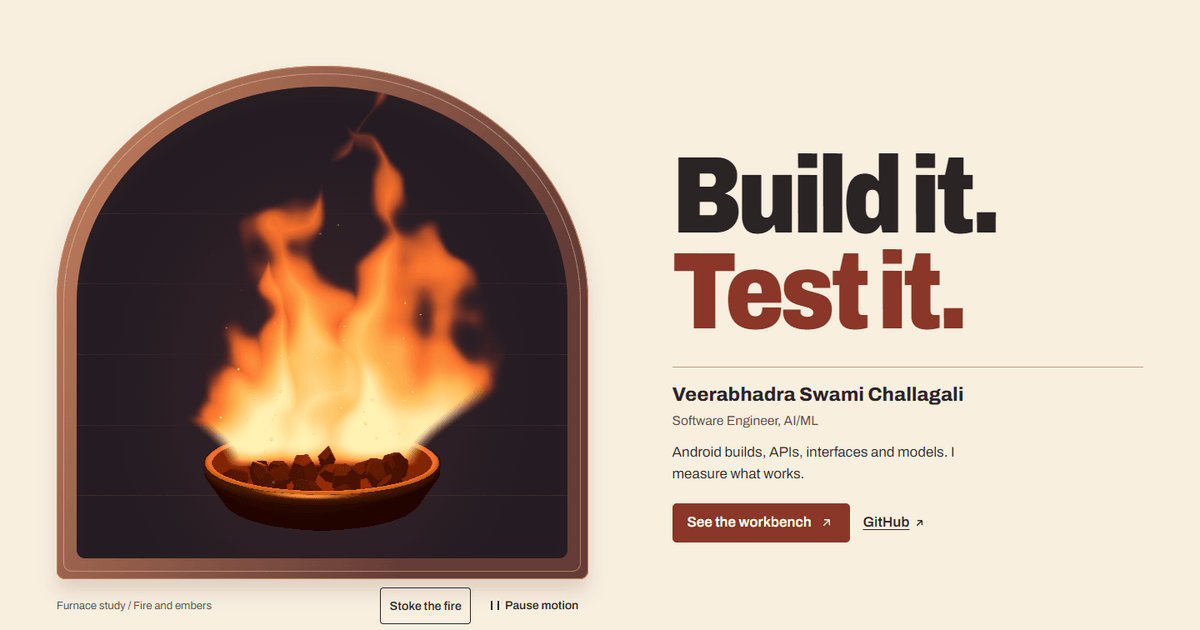 Build it.
Test it.
Veerabhadra Swami Challagali
Software Engineer, AI/ML
Android builds, APIs, interfaces and models. I
measure what works.
See the workbench ↗
GitHub ↗
Furnace study / Fire and embers
Stoke the fire
Pause motion